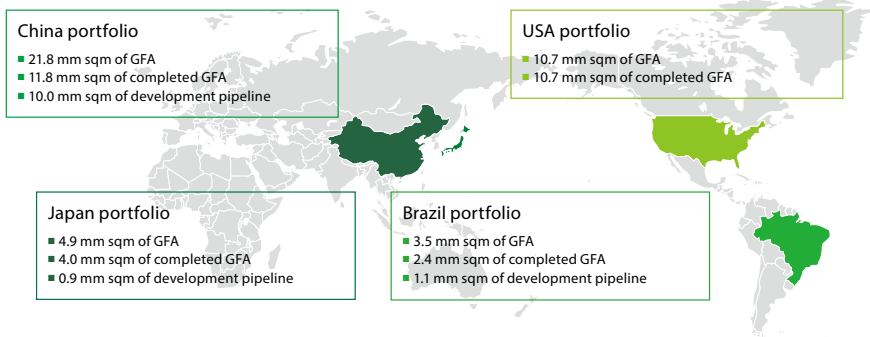 China portfolio
■ 21.8 mm sqm of GFA
■ 11.8 mm sqm of completed GFA
■ 10.0 mm sqm of development pipeline
USA portfolio
■ 10.7 mm sqm of GFA
■ 10.7 mm sqm of completed GFA
Japan portfolio
■ 4.9 mm sqm of GFA
■ 4.0 mm sqm of completed GFA
■ 0.9 mm sqm of development pipeline
Brazil portfolio
■ 3.5 mm sqm of GFA
■ 2.4 mm sqm of completed GFA
■ 1.1 mm sqm of development pipeline